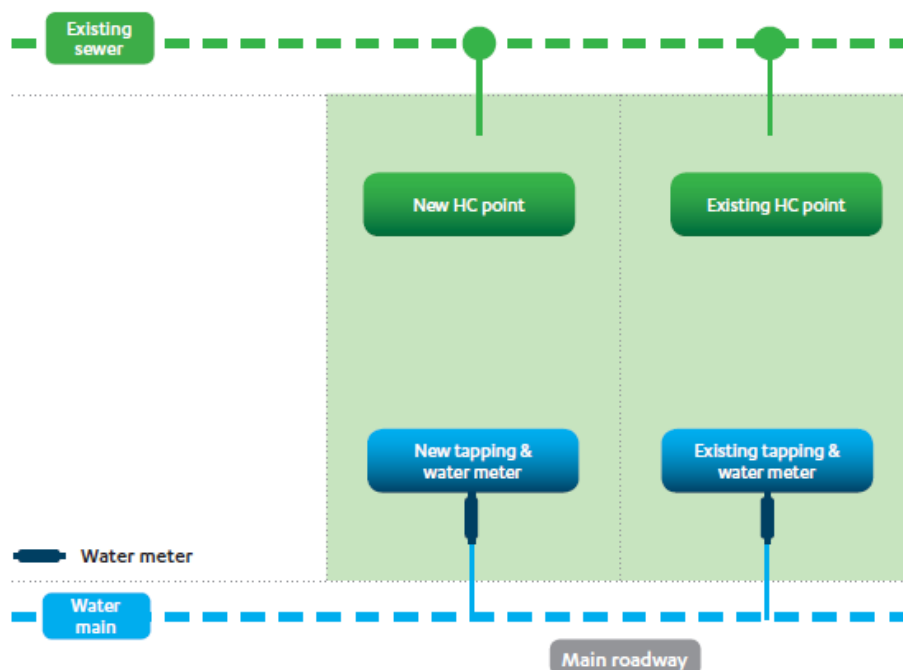 Existing
sewer
New HC point
Existing HC point
New tapping &
water meter
Existing tapping &
water meter
Water meter
Water
main
Main roadway